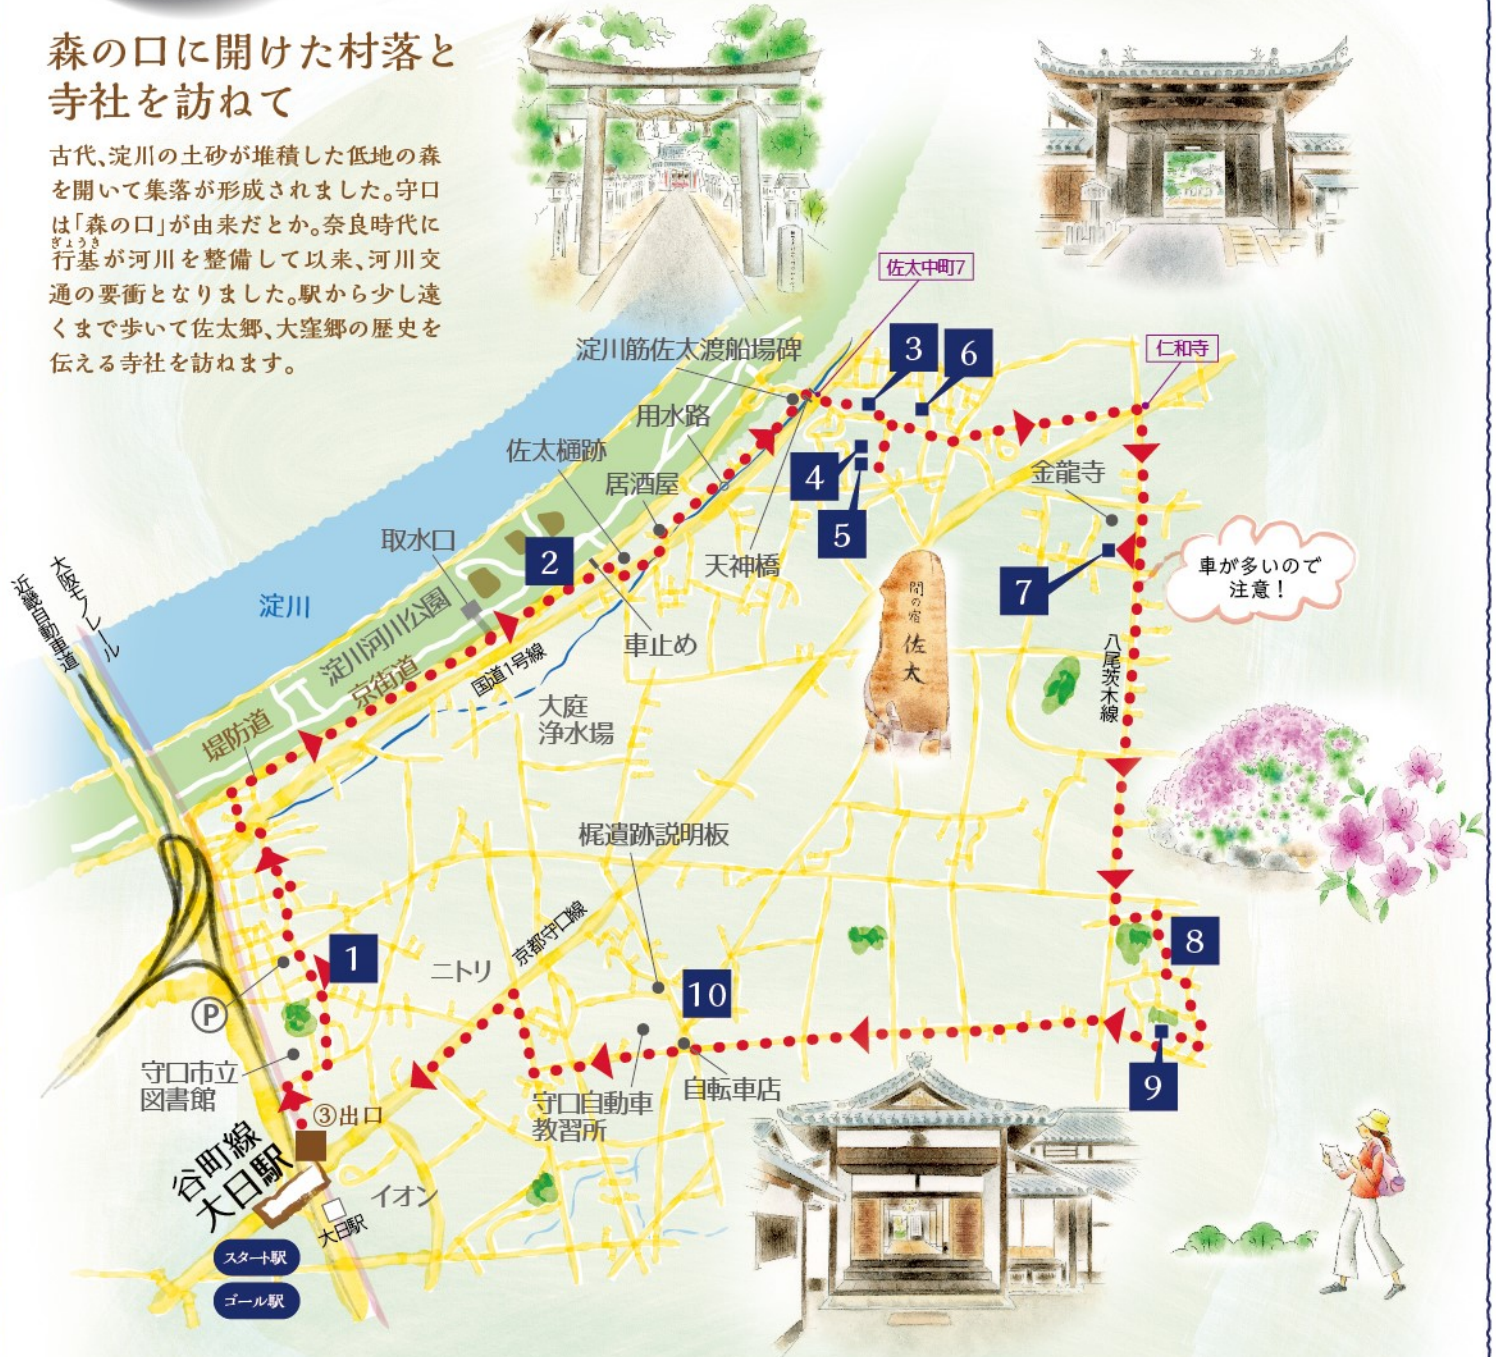 森の口に開けた村落と
寺社を訪ねて
古代、淀川の土砂が堆積した低地の森
を開いて集落が形成されました。守口
は「森の口」が由来だとか。奈良時代に
ぎょうき
行基が河川を整備して以来、河川交
通の要衝となりました。駅から少し遠
くまで歩いて佐太郷、大窪郷の歴史を
伝える寺社を訪ねます。
佐太中町7
淀川筋佐太渡船場碑
3
6
仁和寺
用水路
佐太樋跡
居酒屋
4
金龍寺
取水口
5
2
天神橋
7
車が多いので
注意！
大阪モノレール
近畿自動車道
淀川
淀川河川公園
車止め
間の宿
佐太
京街道
国道1号線
八尾茨木線
堤防道
大庭
浄水場
梶遺跡説明板
1
ニトリ
京都守口線
8
10
P
守口市立
図書館
9
守口自動車
教習所
自転車店
③出口
谷町線
大日駅
イオン
大日駅
スタート駅
ゴール駅